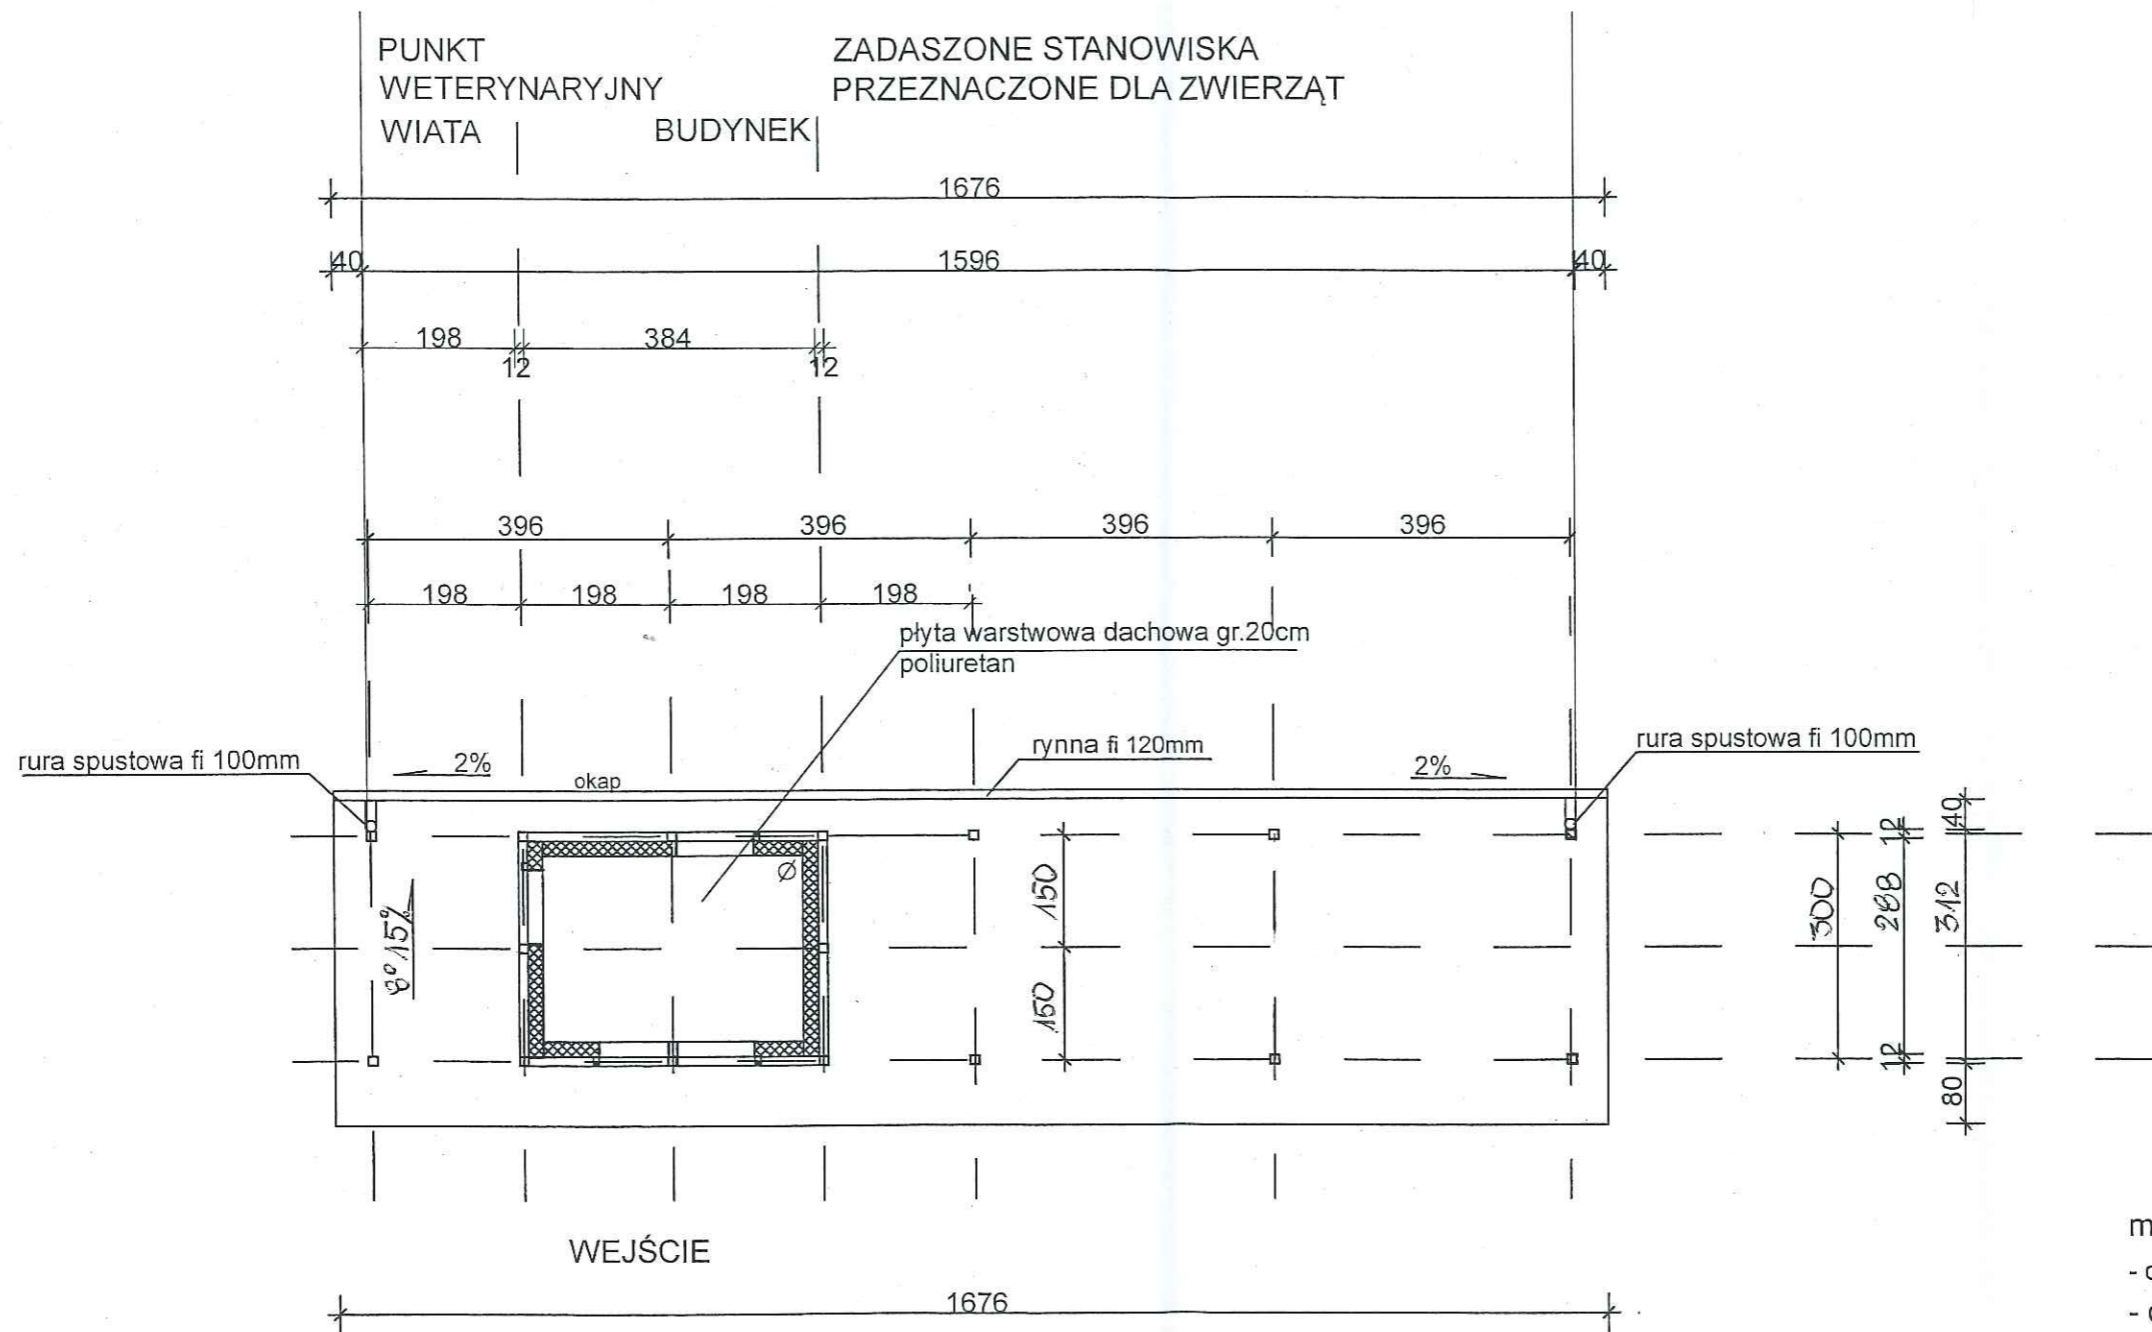 PUNKT
WETERYNARYJNY
WIATA
BUDYNEK
ZADASZONE STANOWISKA
PRZEZNACZONE DLA ZWIERZĄT
1676
40
1596
40
198
384
12
12
396
396
396
396
198
198
198
198
płyta warstwowa dachowa gr.20cm
poliuretan
rynna fi 120mm
rura spustowa fi 100mm
rura spustowa fi 100mm
2%
okap
2%
8° /15%
150
150
300
12
288
12
40
312
80
WEJŚCIE
1676
m
-
-